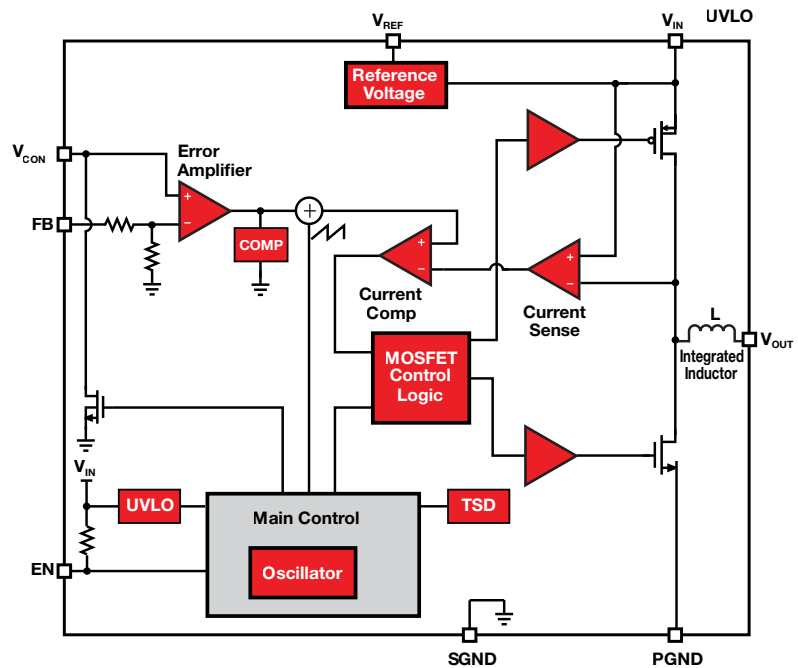 UVLO
VREF
VIN
Reference
Voltage
VCON
Error
Amplifier
+
−
FB
COMP
+
+
−
Current
Comp
+
−
Current
Sense
L
Integrated
Inductor
VOUT
MOSFET
Control
Logic
VIN
UVLO
Main Control
TSD
Oscillator
EN
SGND
PGND